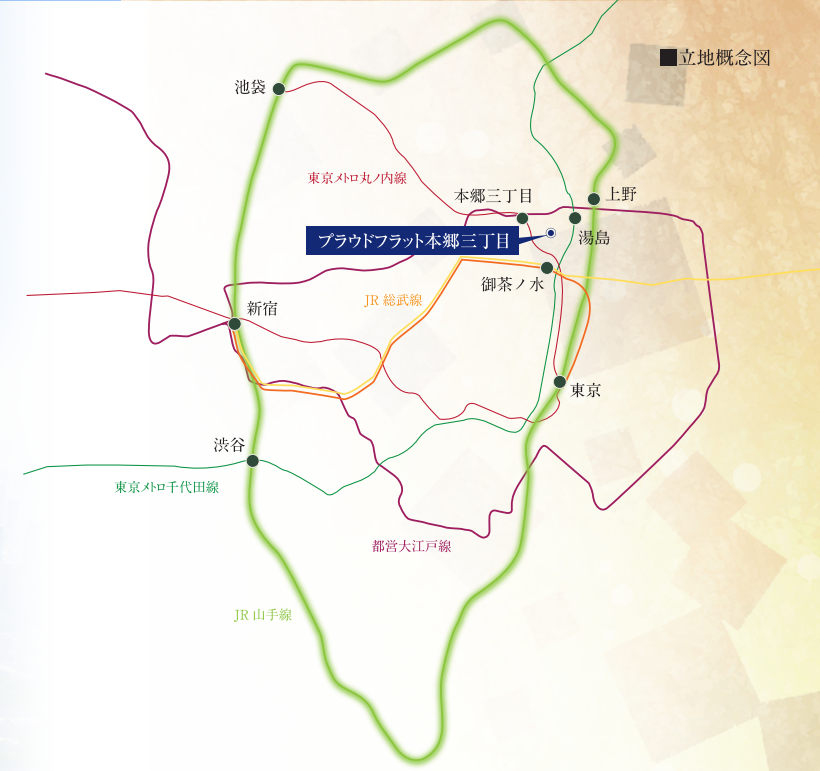 ■立地概念図
池袋
東京メトロ丸ノ内線
本郷三丁目
上野
プラウドフラット本郷三丁目
湯島
御茶ノ水
JR 総武線
新宿
東京
渋谷
東京メトロ千代田線
都営大江戸線
JR 山手線